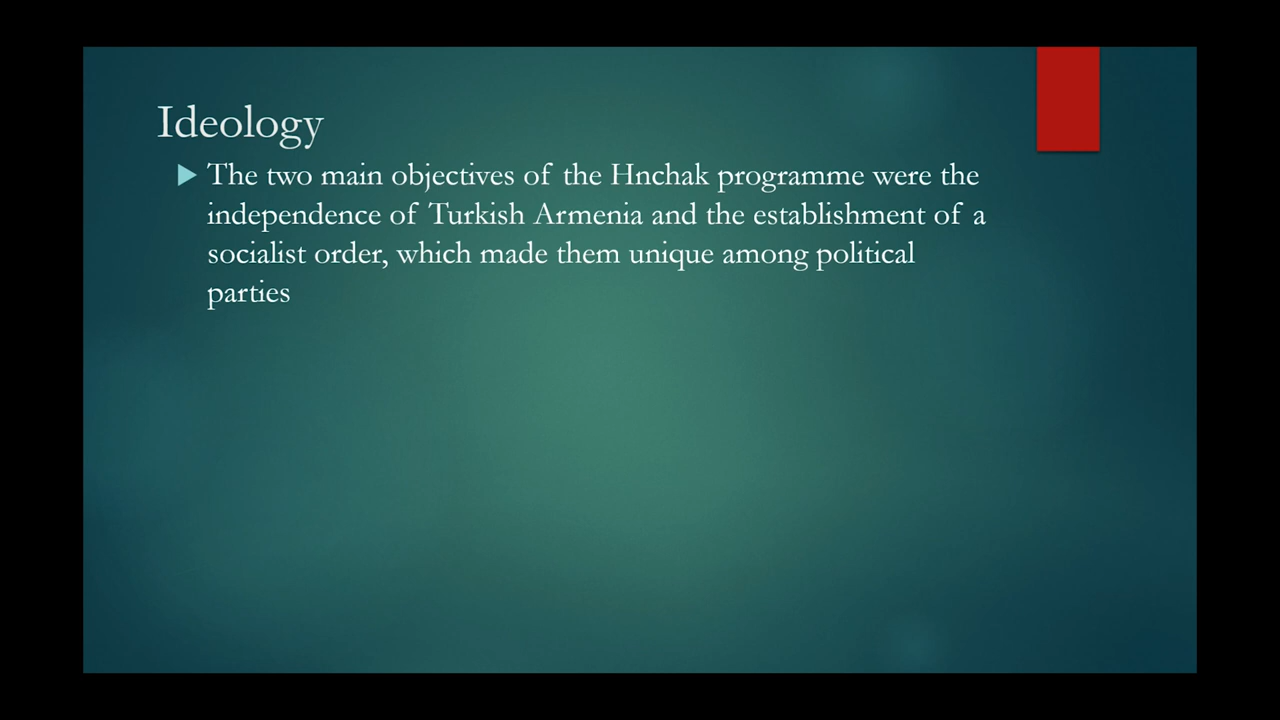 Ideology
The two main objectives of the Hnchak programme were the
independence of Turkish Armenia and the establishment of a
socialist order, which made them unique among political
parties